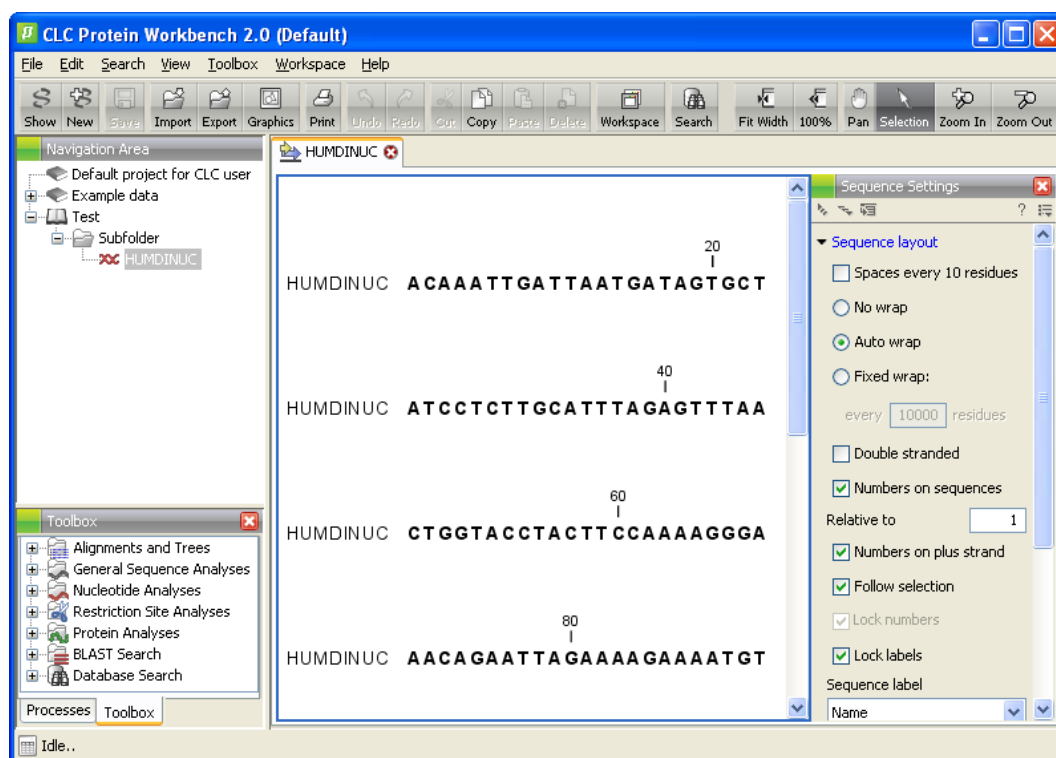 CLC Protein Workbench 2.0 (Default)
File Edit Search View Toolbox Workspace Help
Show New Save Import Export Graphics Print Undo Redo Cut Copy Paste Delete Workspace Search Fit Width 100% Pan Selection Zoom In Zoom Out
Navigation Area
Default project for CLC user
Example data
Test
Subfolder
HUMDINUC
Toolbox
Alignments and Trees
General Sequence Analyses
Nucleotide Analyses
Restriction Site Analyses
Protein Analyses
BLAST Search
Database Search
Processes Toolbox
HUMDINUC
20
HUMDINUC ACAAATTGATTAATGATAGTGCT
40
HUMDINUC ATCCTCTTGCATTTAGAGTTTAA
60
HUMDINUC CTGGTACCTACTTCCAAAAGGGA
80
HUMDINUC AACAGAATTAGAAAAGAAAATGT
Sequence Settings
?
Sequence layout
Spaces every 10 residues
No wrap
Auto wrap
Fixed wrap:
every 10000 residues
Double stranded
Numbers on sequences
Relative to 1
Numbers on plus strand
Follow selection
Lock numbers
Lock labels
Sequence label
Name
Idle..